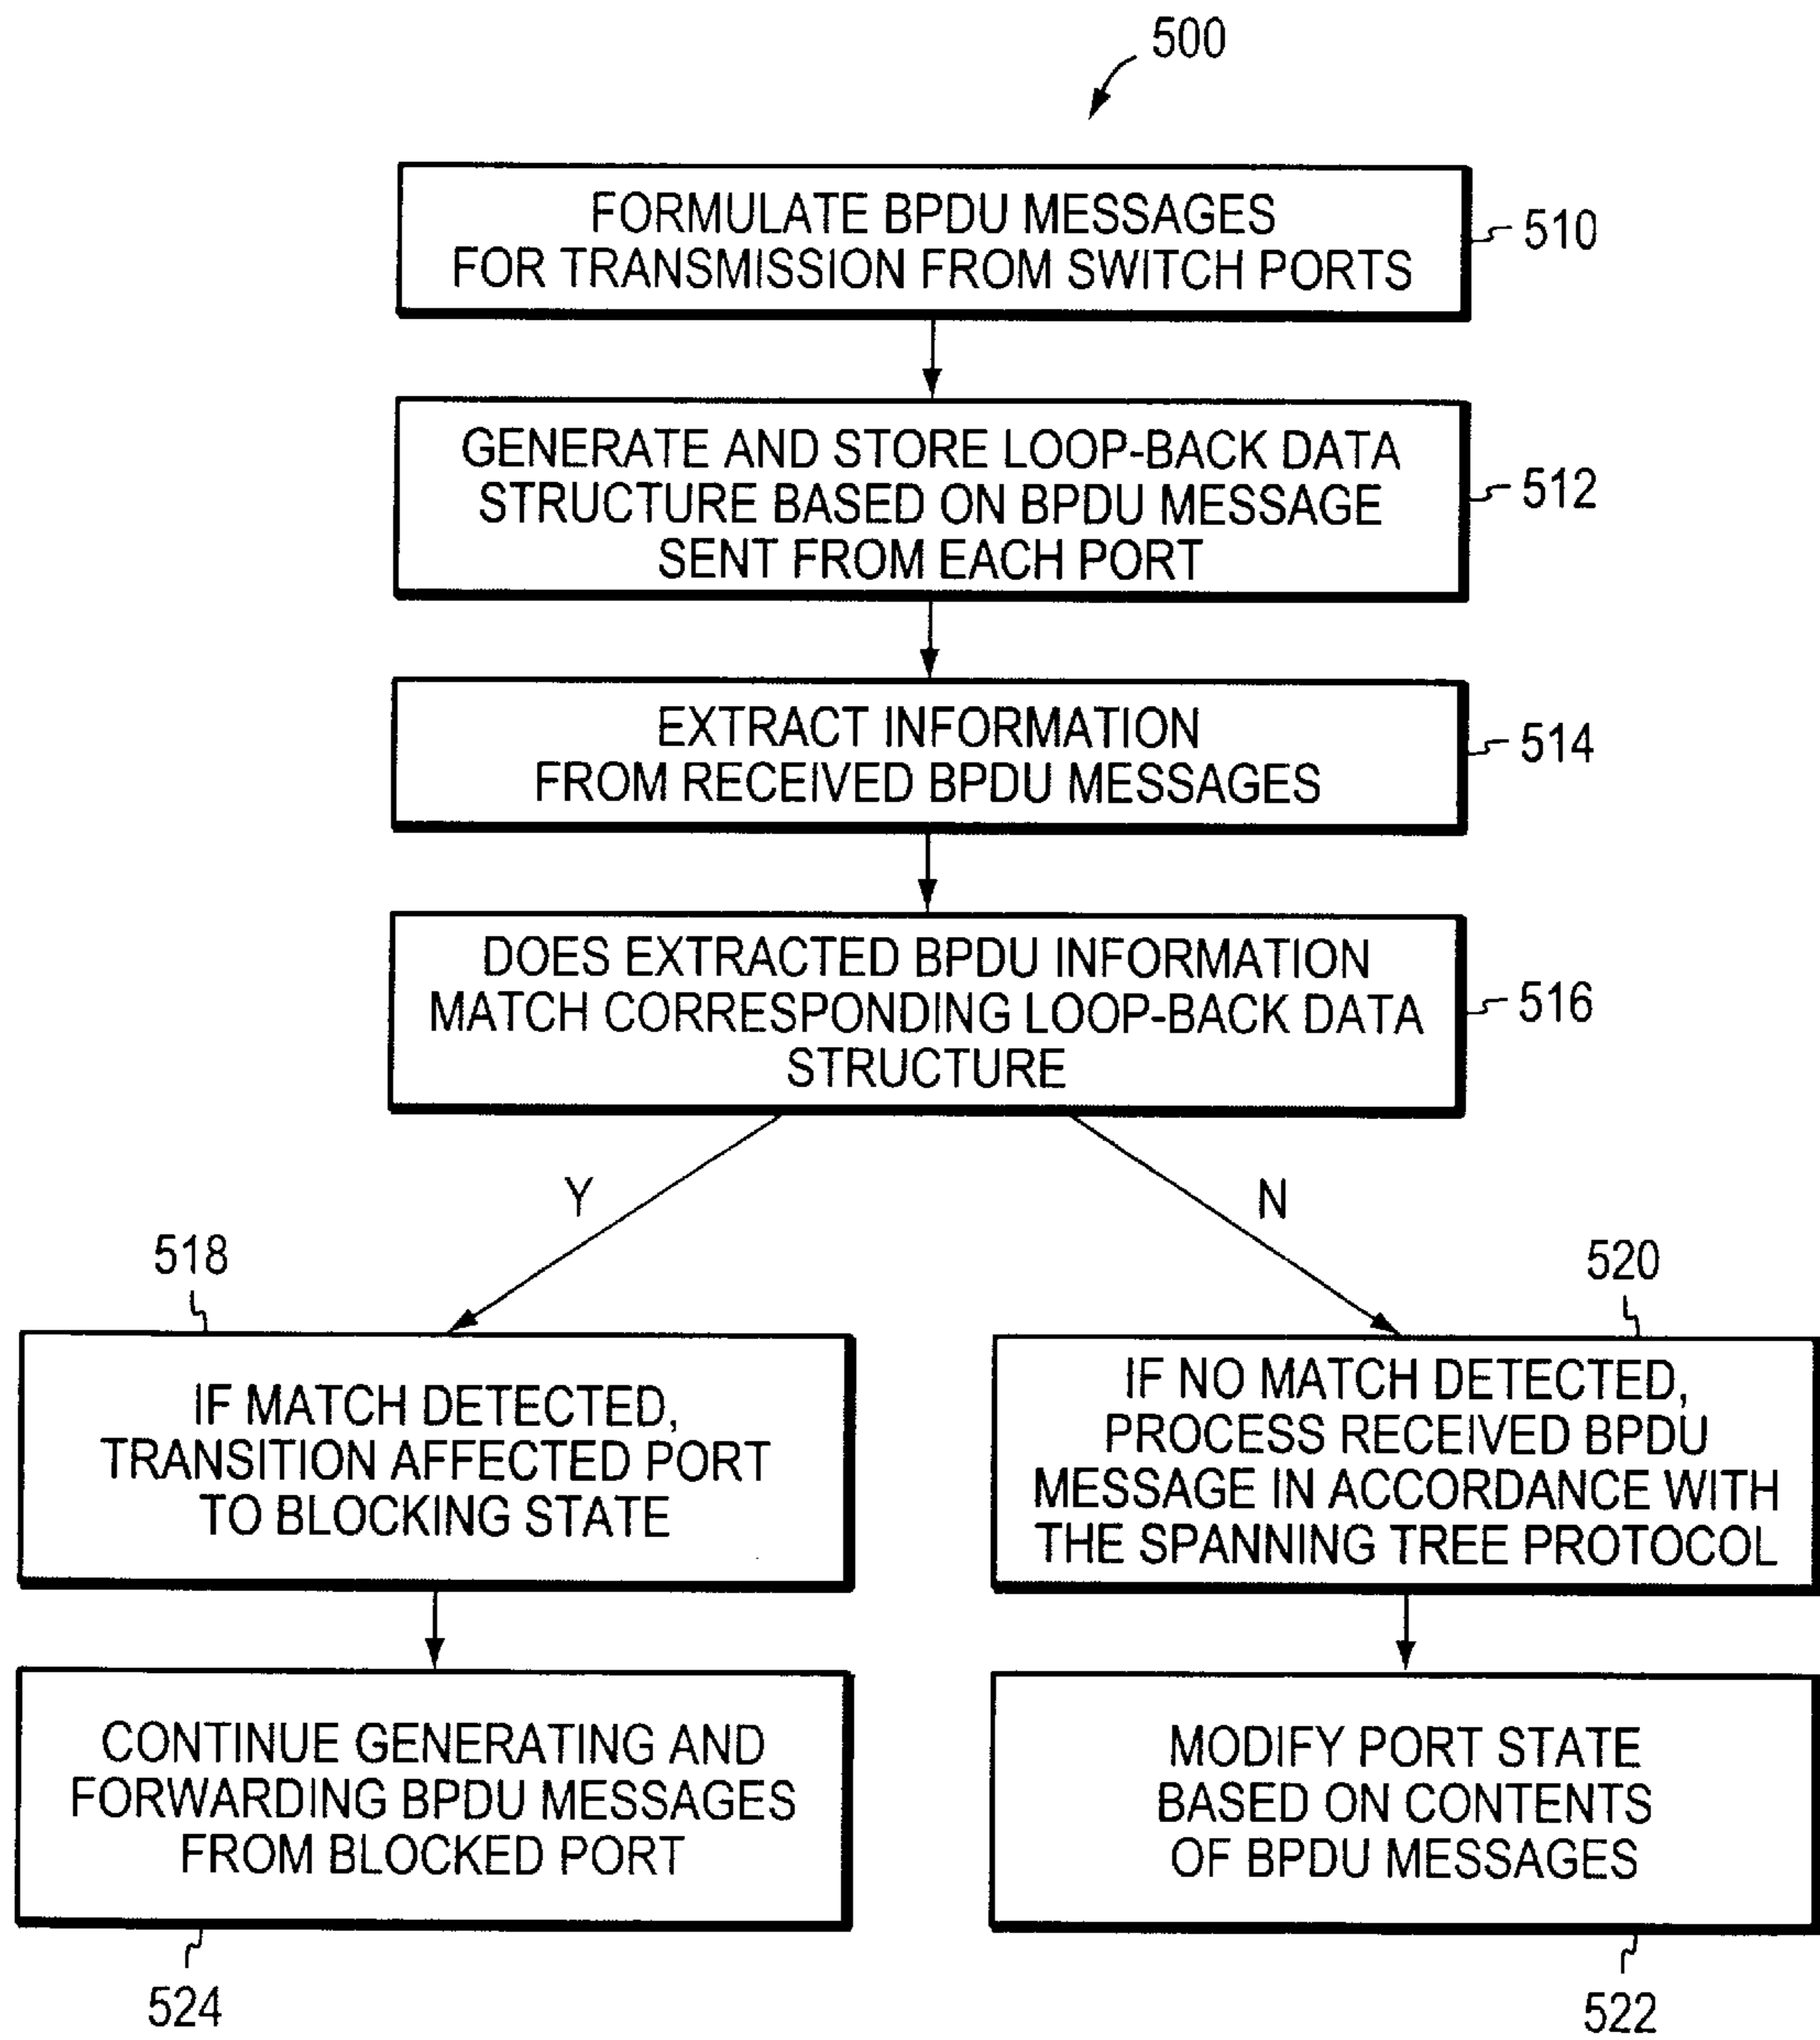 500
FORMULATE BPDU MESSAGES
FOR TRANSMISSION FROM SWITCH PORTS
510
GENERATE AND STORE LOOP-BACK DATA
STRUCTURE BASED ON BPDU MESSAGE
SENT FROM EACH PORT
512
EXTRACT INFORMATION
FROM RECEIVED BPDU MESSAGES
514
DOES EXTRACTED BPDU INFORMATION
MATCH CORRESPONDING LOOP-BACK DATA
STRUCTURE
516
Y
N
518
IF MATCH DETECTED,
TRANSITION AFFECTED PORT
TO BLOCKING STATE
520
IF NO MATCH DETECTED,
PROCESS RECEIVED BPDU
MESSAGE IN ACCORDANCE WITH
THE SPANNING TREE PROTOCOL
CONTINUE GENERATING AND
FORWARDING BPDU MESSAGES
FROM BLOCKED PORT
524
MODIFY PORT STATE
BASED ON CONTENTS
OF BPDU MESSAGES
522